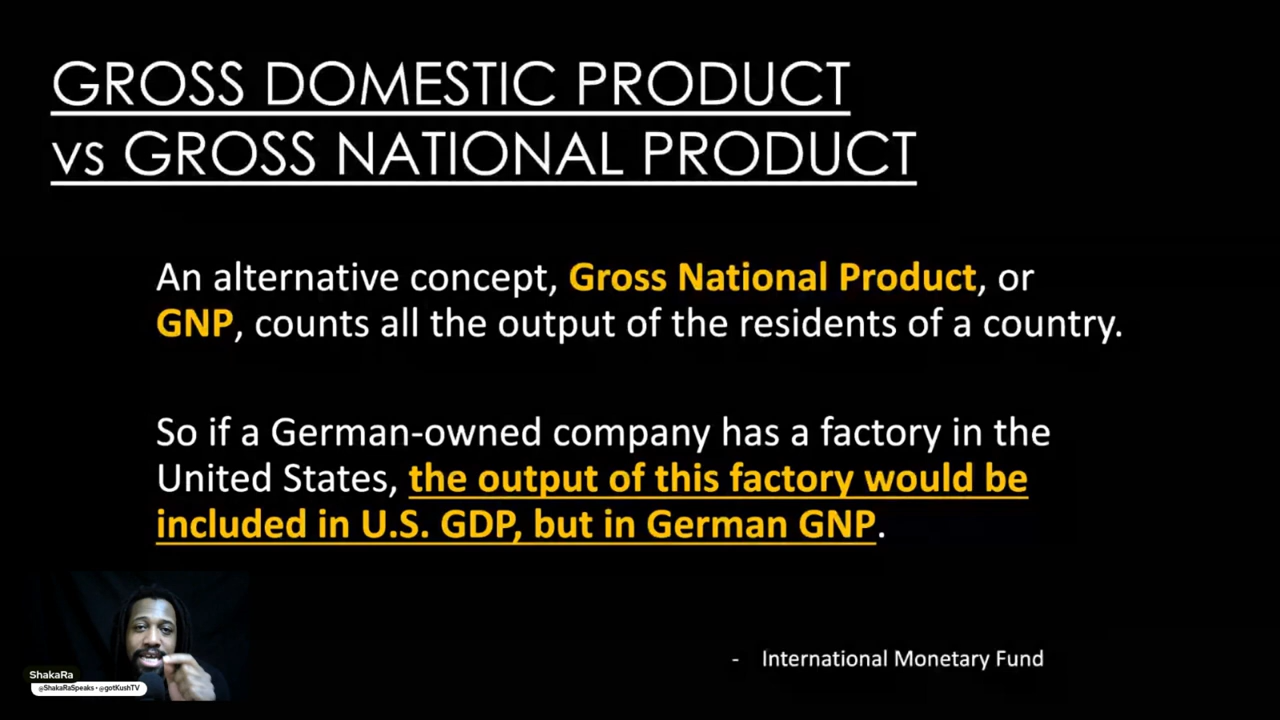 GROSS DOMESTIC PRODUCT
vs GROSS NATIONAL PRODUCT
An alternative concept, Gross National Product, or
GNP, counts all the output of the residents of a country.
So if a German-owned company has a factory in the
United States, the output of this factory would be
included in U.S. GDP, but in German GNP.
- International Monetary Fund
ShakaRa
@ShakaRaSpeaks • @gotKushTV